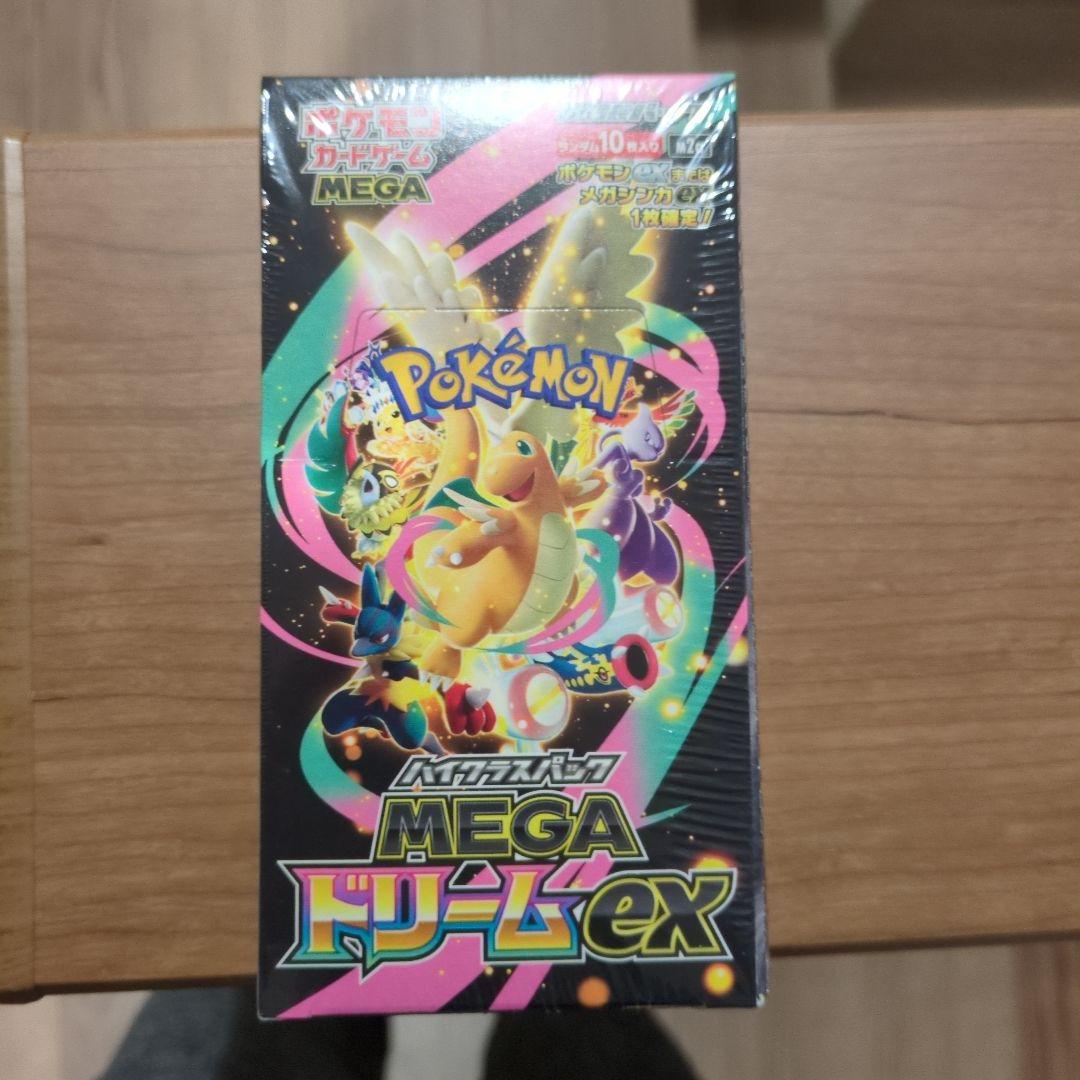 ポケモン
カードゲーム
MEGA
ランダム10枚入り
ポケモンexまたは
メガシンカex
1枚確定!
POKÉMON
ハイクラスパック
MEGA
ドリームex